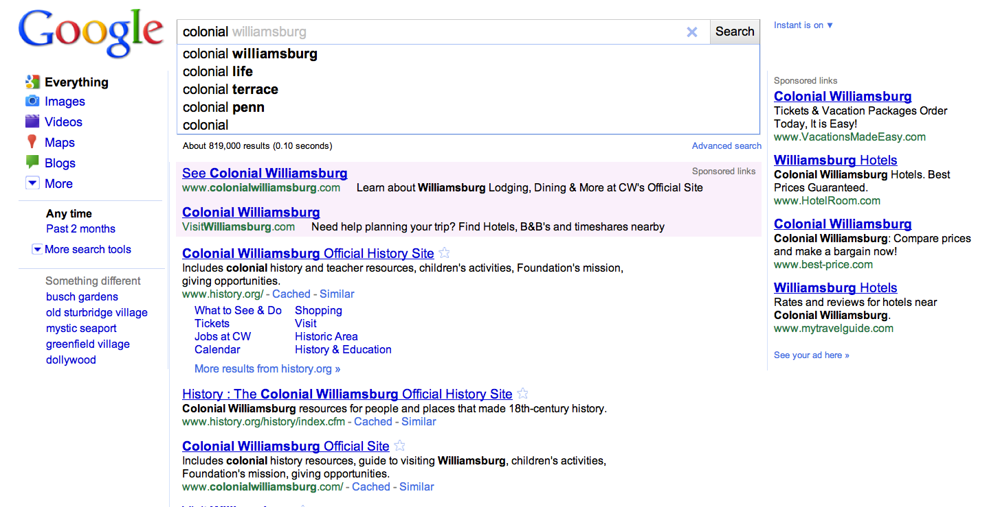 Google
colonial williamsburg
Search
Instant is on ▼
colonial williamsburg
colonial life
colonial terrace
colonial penn
colonial
Everything
Images
Videos
Maps
Blogs
More
Any time
Past 2 months
More search tools
Something different
busch gardens
old sturbridge village
mystic seaport
greenfield village
dollywood
About 819,000 results (0.10 seconds)
Advanced search
See Colonial Williamsburg
Sponsored links
www.colonialwilliamsburg.com Learn about Williamsburg Lodging, Dining & More at CW's Official Site
Colonial Williamsburg
VisitWilliamsburg.com Need help planning your trip? Find Hotels, B&B's and timeshares nearby
Colonial Williamsburg Official History Site
Includes colonial history and teacher resources, children's activities, Foundation's mission,
giving opportunities.
www.history.org/ - Cached - Similar
What to See & Do Shopping
Tickets Visit
Jobs at CW Historic Area
Calendar History & Education
More results from history.org »
History : The Colonial Williamsburg Official History Site
Colonial Williamsburg resources for people and places that made 18th-century history.
www.history.org/history/index.cfm - Cached - Similar
Colonial Williamsburg Official Site
Includes colonial history resources, guide to visiting Williamsburg, children's activities,
Foundation's mission, giving opportunities.
www.colonialwilliamsburg.com/ - Cached - Similar
Sponsored links
Colonial Williamsburg
Tickets & Vacation Packages Order
Today, It is Easy!
www.VacationsMadeEasy.com
Williamsburg Hotels
Colonial Williamsburg Hotels. Best
Prices Guaranteed.
www.HotelRoom.com
Colonial Williamsburg
Colonial Williamsburg: Compare prices
and make a bargain now!
www.best-price.com
Williamsburg Hotels
Rates and reviews for hotels near
Colonial Williamsburg.
www.mytravelguide.com
See your ad here »